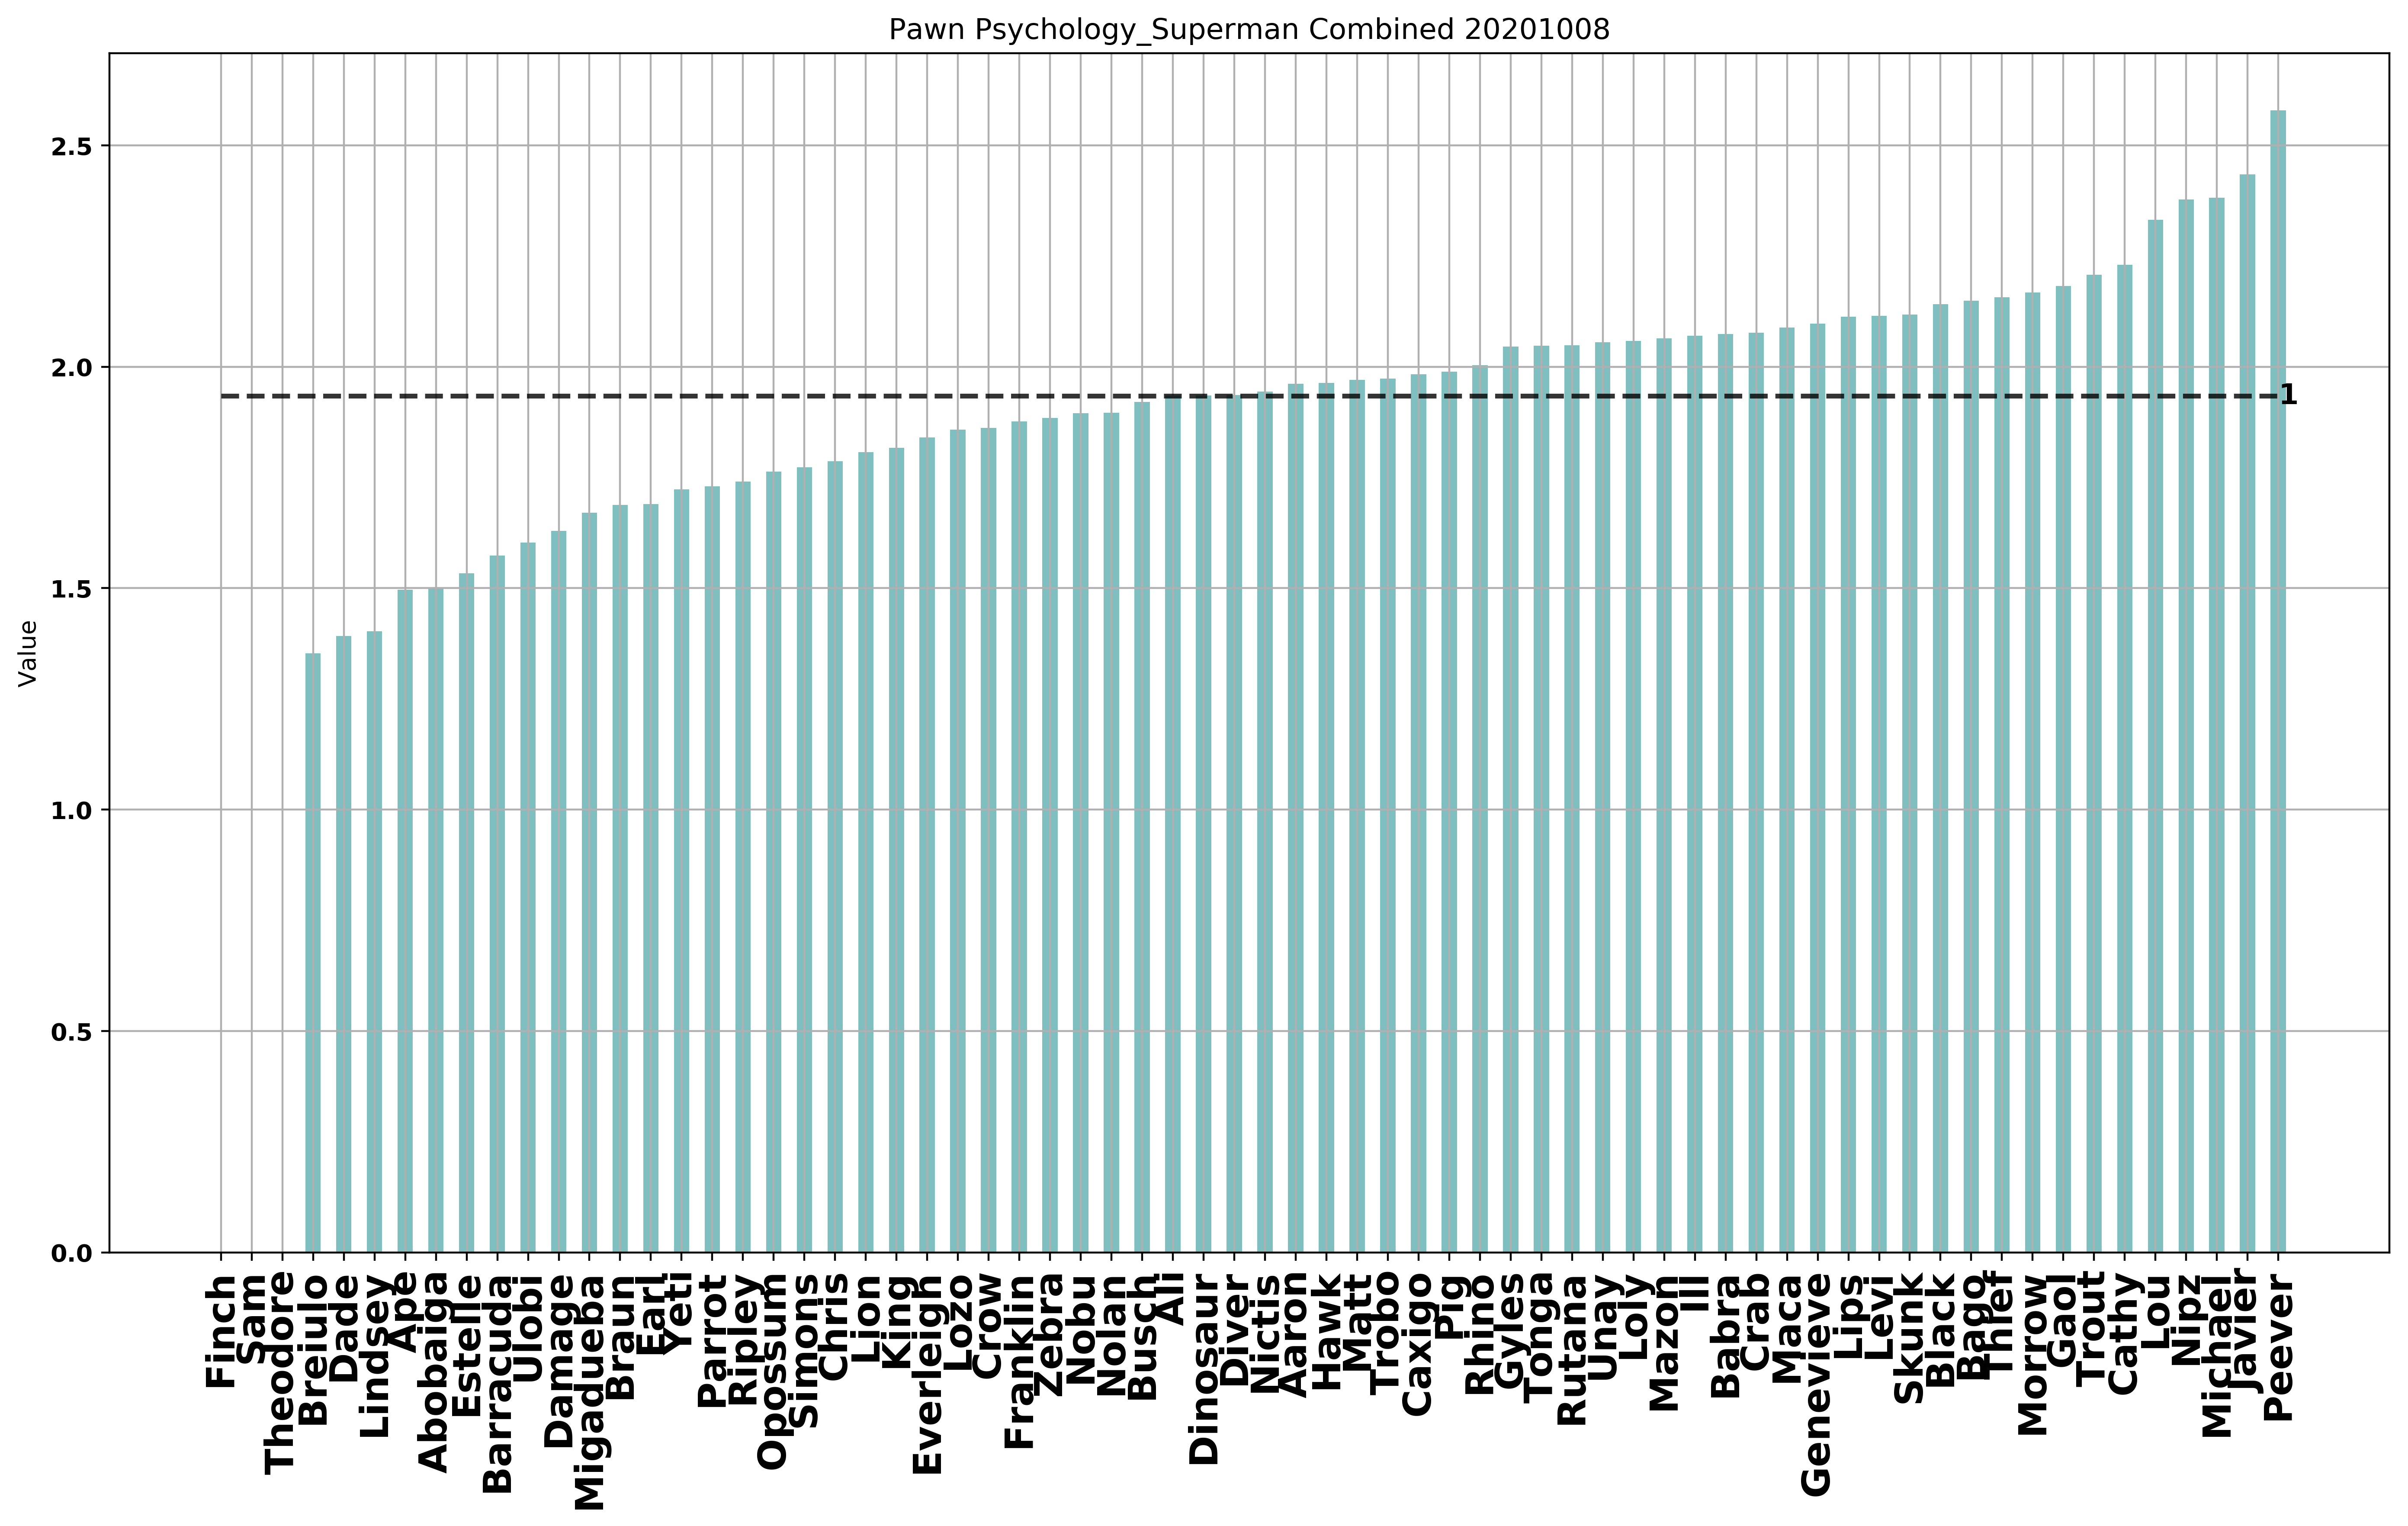 Pawn Psychology_Superman Combined 20201008
2.5
2.0
1.5
1.0
0.5
0.0
Value
1
Finch
Sam
Theodore
Breiulo
Dade
Lindsey
Ape
Abobaiga
Estelle
Barracuda
Ulobi
Damage
Migadueba
Braun
Earl
Yeti
Parrot
Ripley
Opossum
Simons
Chris
Lion
King
Everleigh
Lozo
Crow
Franklin
Zebra
Nobu
Nolan
Busch
Ali
Dinosaur
Diver
Nictis
Aaron
Hawk
Matt
Trobo
Caxigo
Pig
Rhino
Gyles
Tonga
Rutana
Unay
Loly
Mazon
Babra
Crab
Maca
Genevieve
Lips
Levi
Skunk
Black
Bago
Thief
Morrow
Gaol
Trout
Cathy
Lou
Nipz
Michael
Javier
Peever